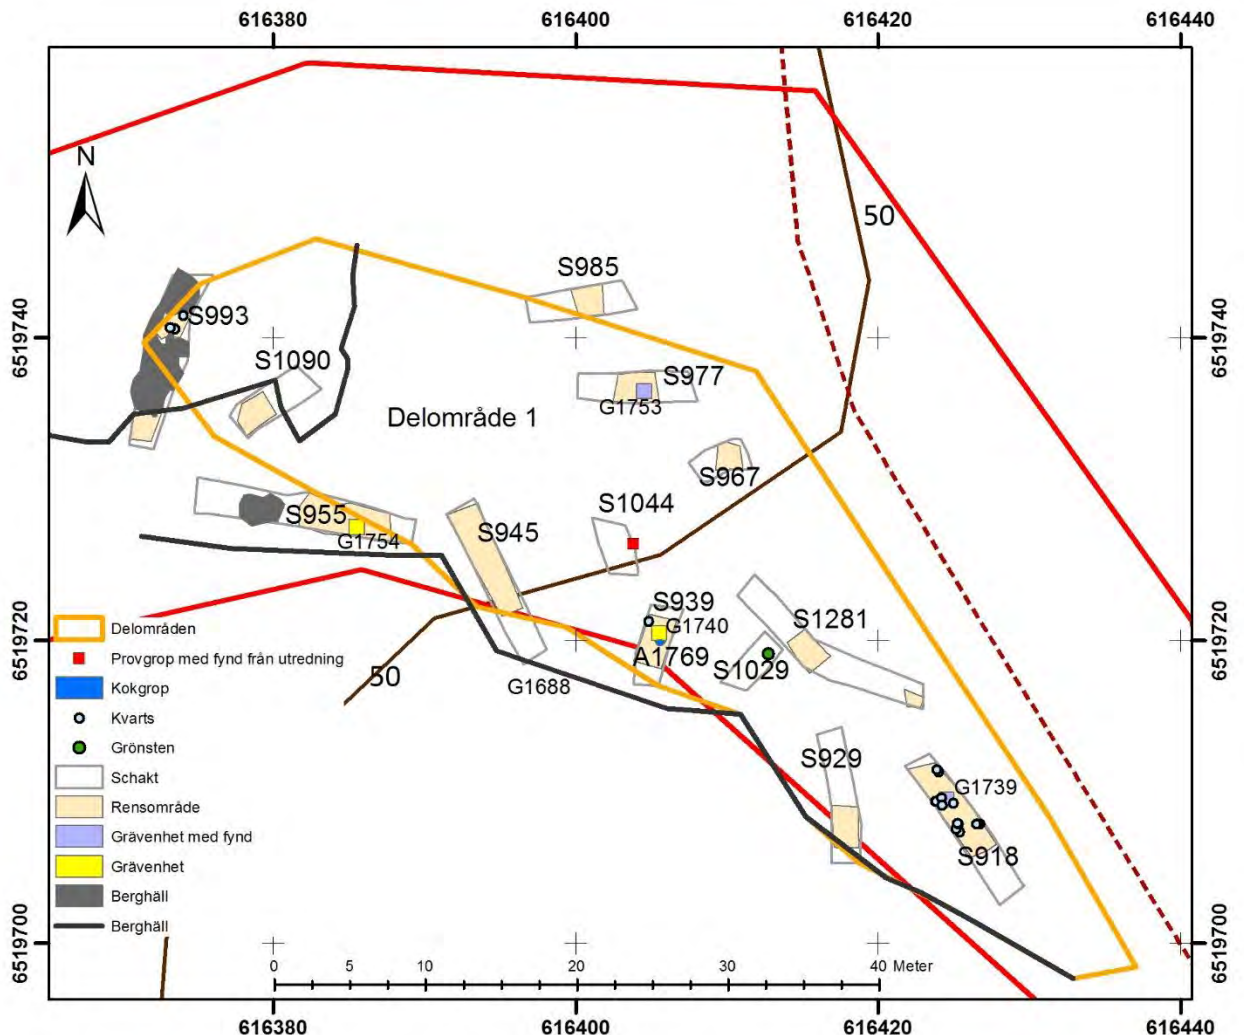 616380 616400 616420 616440
N
50
S985
6519740
S993
6519740
S1090
S977
G1753
Delområde 1
S967
S1044
S955
S945
G1754
S939
G1740
S1281
6519720
A1769
S1029
6519720
50
G1688
S929
G1739
S918
Delområden
Provgrop med fynd från utredning
Kokgrop
Kvarts
Grönsten
Schakt
Rensområde
Grävenhet med fynd
Grävenhet
Berghäll
Berghäll
6519700
6519700
0 5 10 20 30 40 Meter
616380 616400 616420 616440